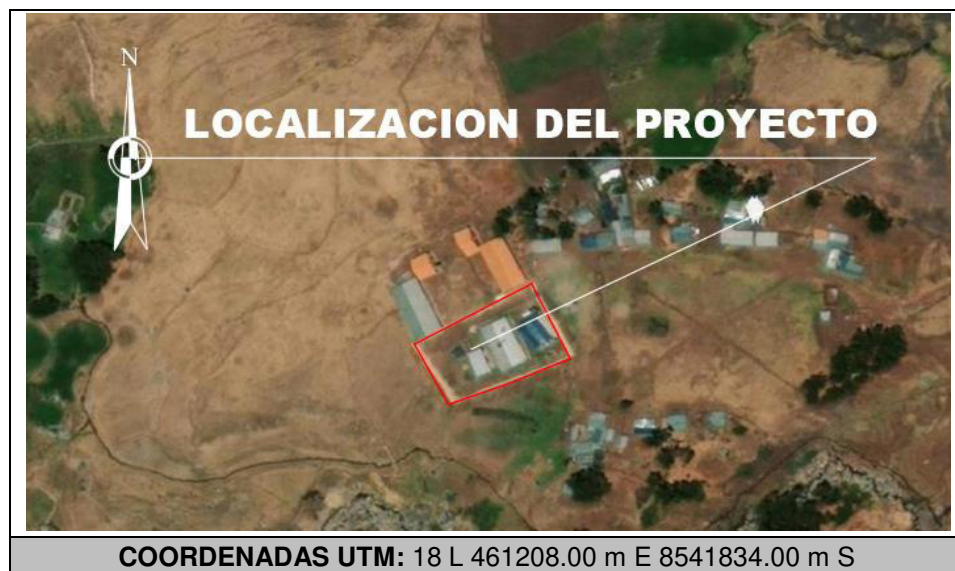 N
LOCALIZACION DEL PROYECTO
COORDENADAS UTM: 18 L 461208.00 m E 8541834.00 m S